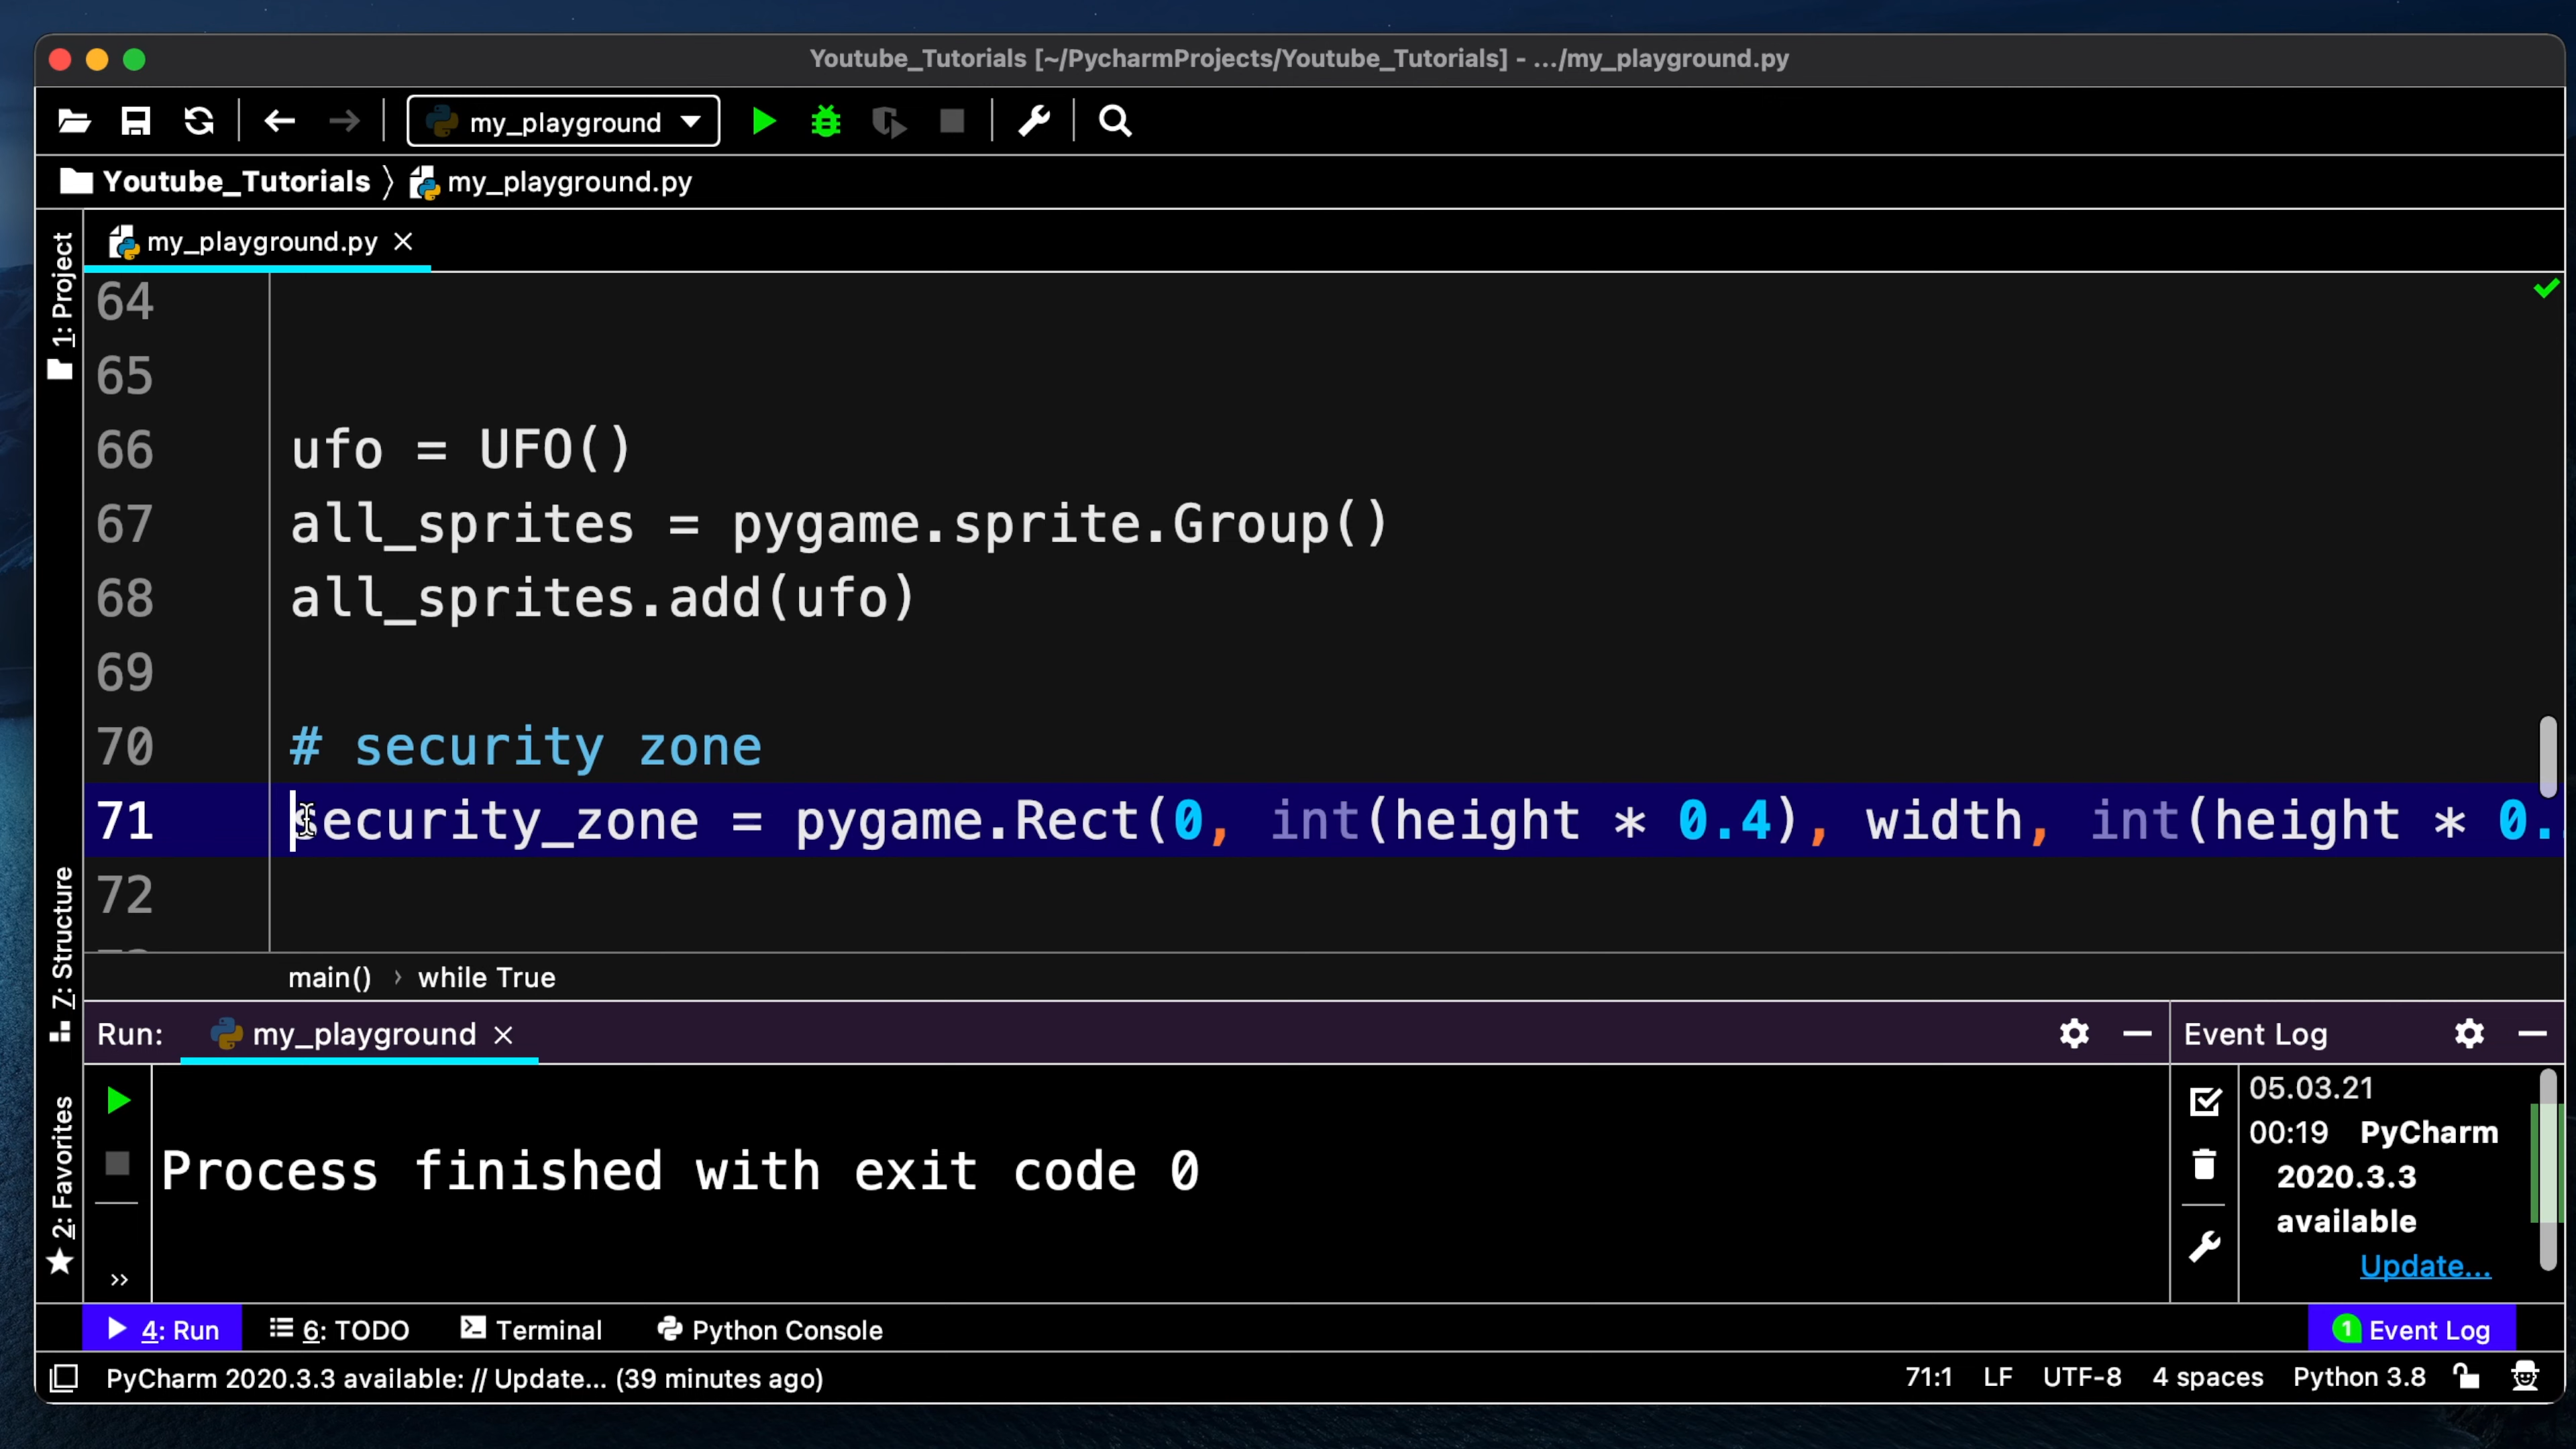 Youtube_Tutorials [~/PycharmProjects/Youtube_Tutorials] - .../my_playground.py
my_playground
Youtube_Tutorials 〉 my_playground.py
my_playground.py
1: Project
7: Structure
2: Favorites
64
65
66 ufo = UFO()
67 all_sprites = pygame.sprite.Group()
68 all_sprites.add(ufo)
69
70 # security zone
71 security_zone = pygame.Rect(0, int(height * 0.4), width, int(height * 0.
72
main() › while True
Run: my_playground
Event Log
Process finished with exit code 0
05.03.21
00:19 PyCharm
2020.3.3
available
Update...
4: Run 6: TODO Terminal Python Console
1 Event Log
PyCharm 2020.3.3 available: // Update... (39 minutes ago)
71:1 LF UTF-8 4 spaces Python 3.8